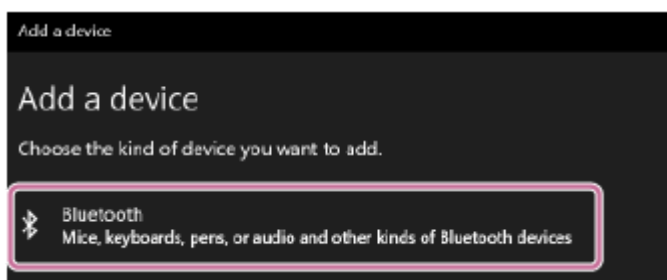 Add a device
Add a device
Choose the kind of device you want to add.
Bluetooth
Mice, keyboards, pens, or audio and other kinds of Bluetooth devices